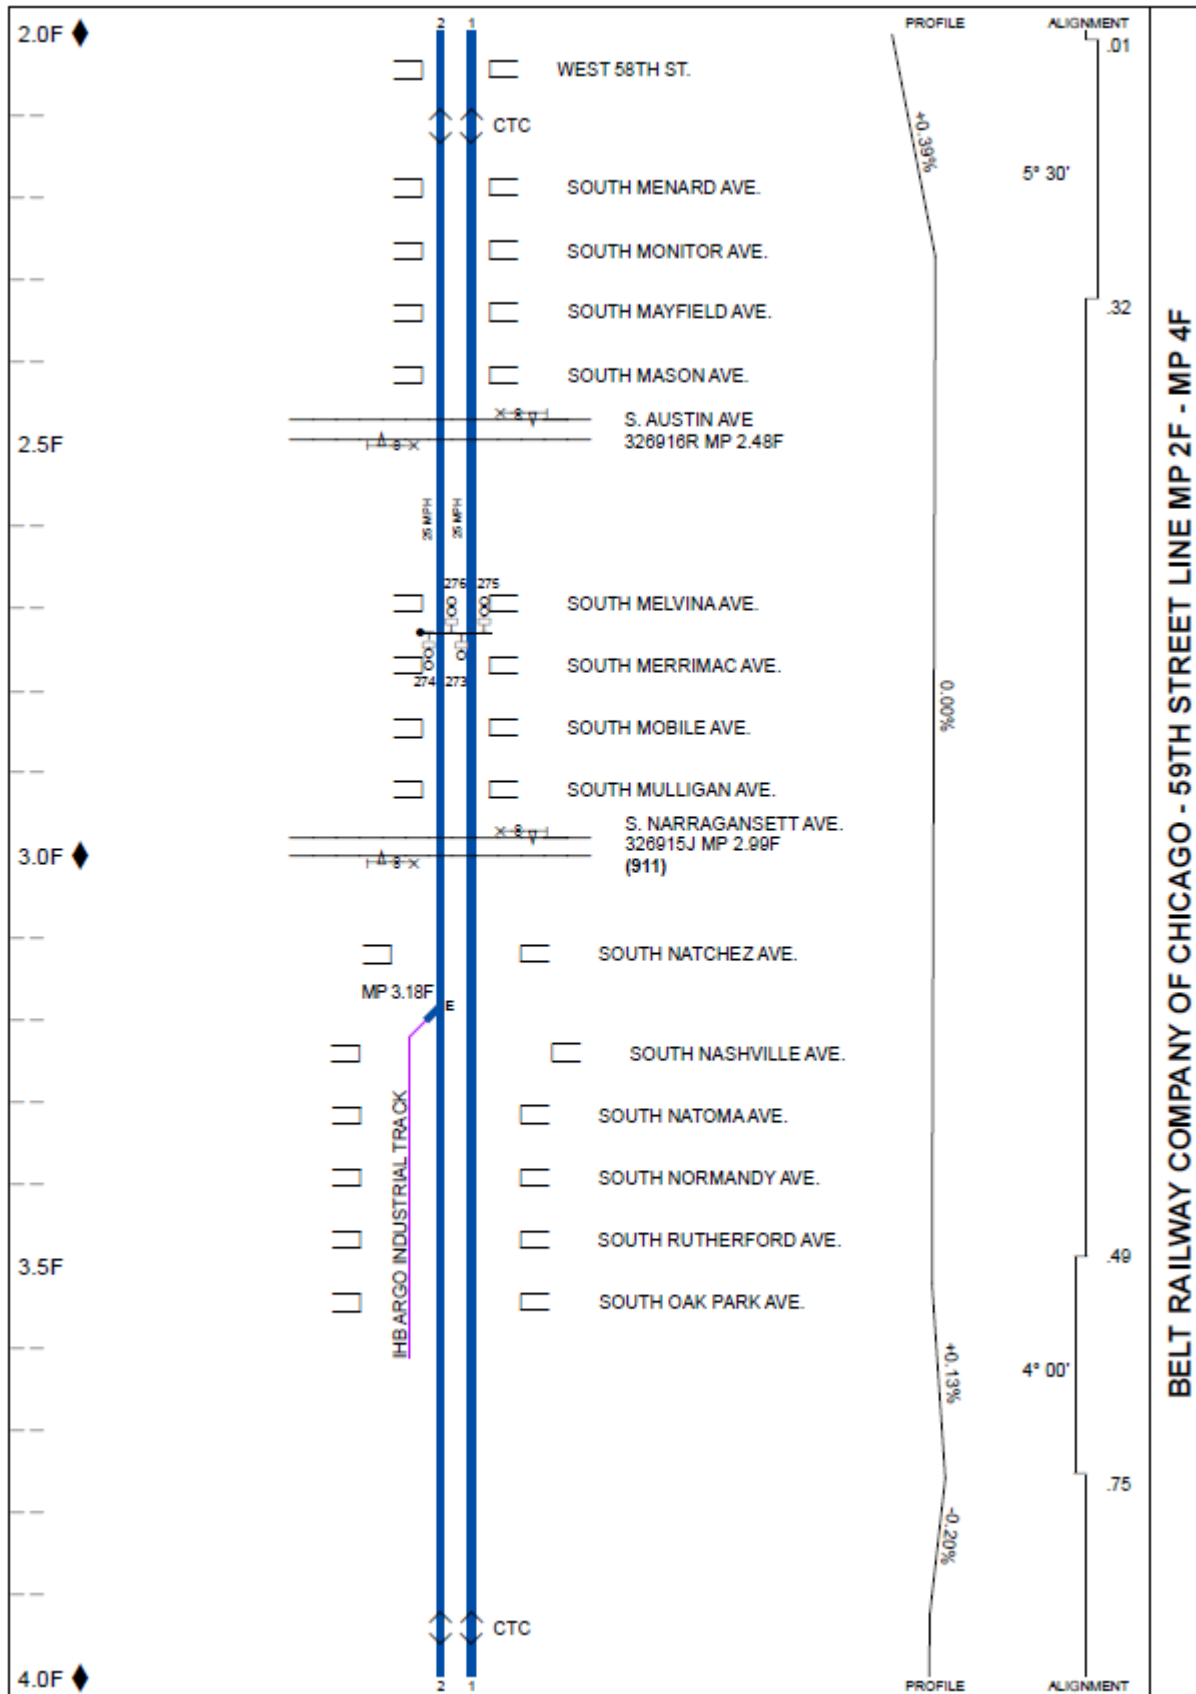 2 1 PROFILE ALIGNMENT
2.0F
.01
WEST 58TH ST.
CTC
+0.39%
5° 30'
SOUTH MENARD AVE.
SOUTH MONITOR AVE.
.32
SOUTH MAYFIELD AVE.
SOUTH MASON AVE.
S. AUSTIN AVE
326916R MP 2.48F
2.5F
25 MPH 25 MPH
276 275
SOUTH MELVINA AVE.
SOUTH MERRIMAC AVE.
274 273
0.00%
SOUTH MOBILE AVE.
SOUTH MULLIGAN AVE.
S. NARRAGANSETT AVE.
326915J MP 2.99F
(911)
3.0F
SOUTH NATCHEZ AVE.
MP 3.18F
E
SOUTH NASHVILLE AVE.
IHB ARGO INDUSTRIAL TRACK
SOUTH NATOMA AVE.
SOUTH NORMANDY AVE.
SOUTH RUTHERFORD AVE.
.49
3.5F
SOUTH OAK PARK AVE.
+0.13%
4° 00'
.75
-0.20%
CTC
4.0F
2 1 PROFILE ALIGNMENT
BELT RAILWAY COMPANY OF CHICAGO - 59TH STREET LINE MP 2F - MP 4F